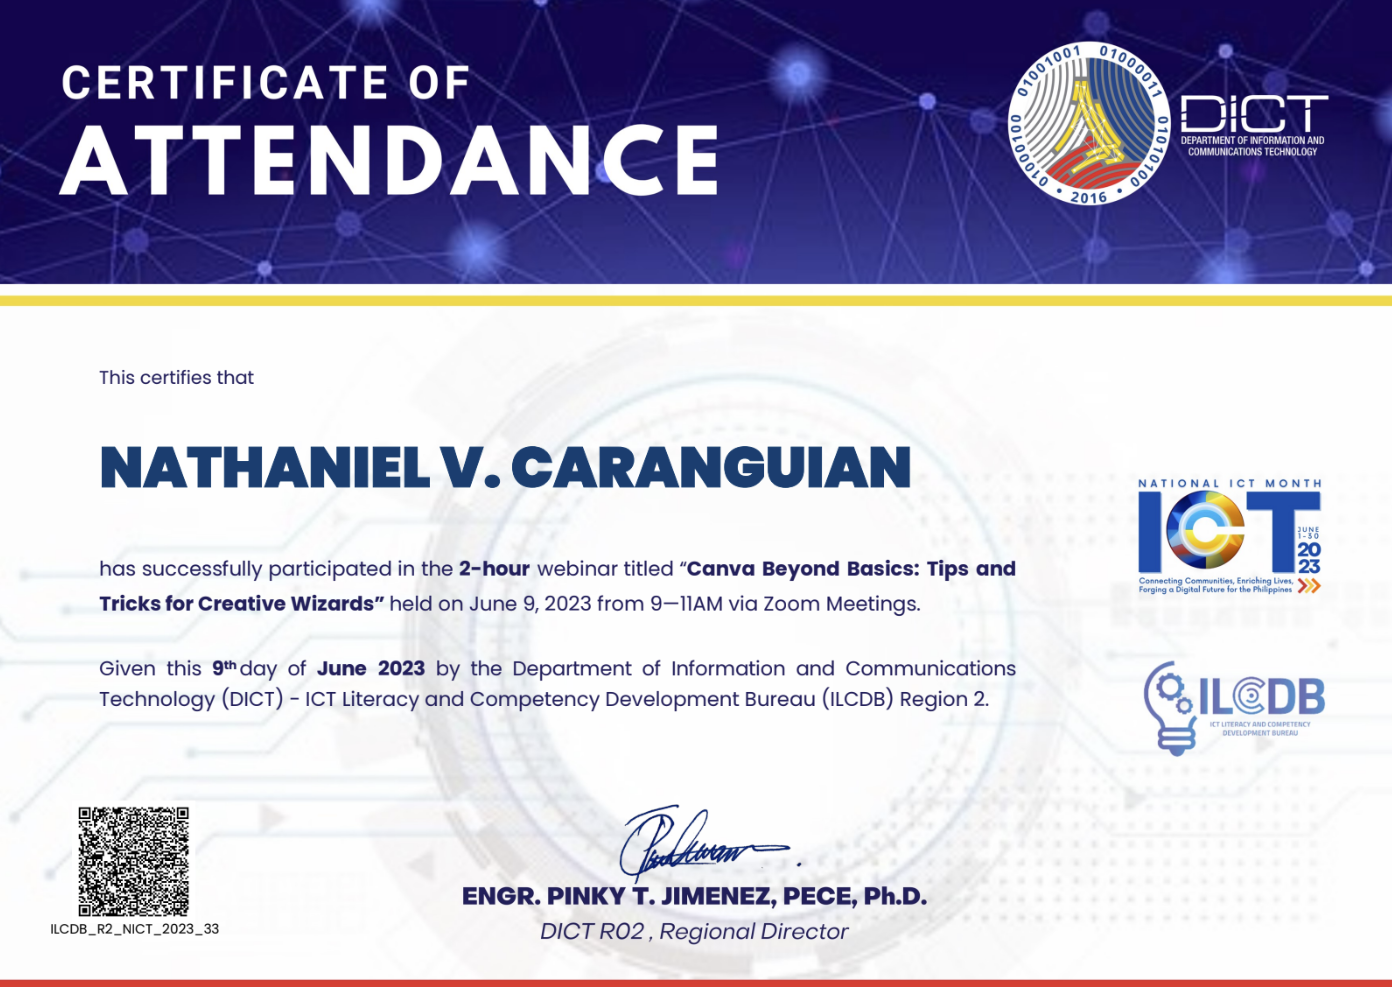 CERTIFICATE OF
ATTENDANCE
01001001 01000011 01010100 00100010 • 2016 •
DICT
DEPARTMENT OF INFORMATION AND
COMMUNICATIONS TECHNOLOGY
This certifies that
NATHANIEL V. CARANGUIAN
has successfully participated in the 2-hour webinar titled “Canva Beyond Basics: Tips and
Tricks for Creative Wizards” held on June 9, 2023 from 9—11AM via Zoom Meetings.
Given this 9th day of June 2023 by the Department of Information and Communications
Technology (DICT) - ICT Literacy and Competency Development Bureau (ILCDB) Region 2.
NATIONAL ICT MONTH
ICT
JUNE
1-30
20
23
Connecting Communities, Enriching Lives,
Forging a Digital Future for the Philippines
ILCDB
ICT LITERACY AND COMPETENCY
DEVELOPMENT BUREAU
ILCDB_R2_NICT_2023_33
ENGR. PINKY T. JIMENEZ, PECE, Ph.D.
DICT R02 , Regional Director